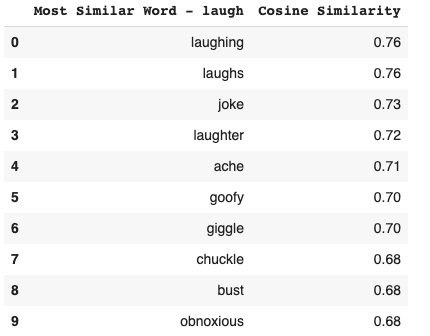 Most Similar Word - laugh Cosine Similarity
0 laughing 0.76
1 laughs 0.76
2 joke 0.73
3 laughter 0.72
4 ache 0.71
5 goofy 0.70
6 giggle 0.70
7 chuckle 0.68
8 bust 0.68
9 obnoxious 0.68